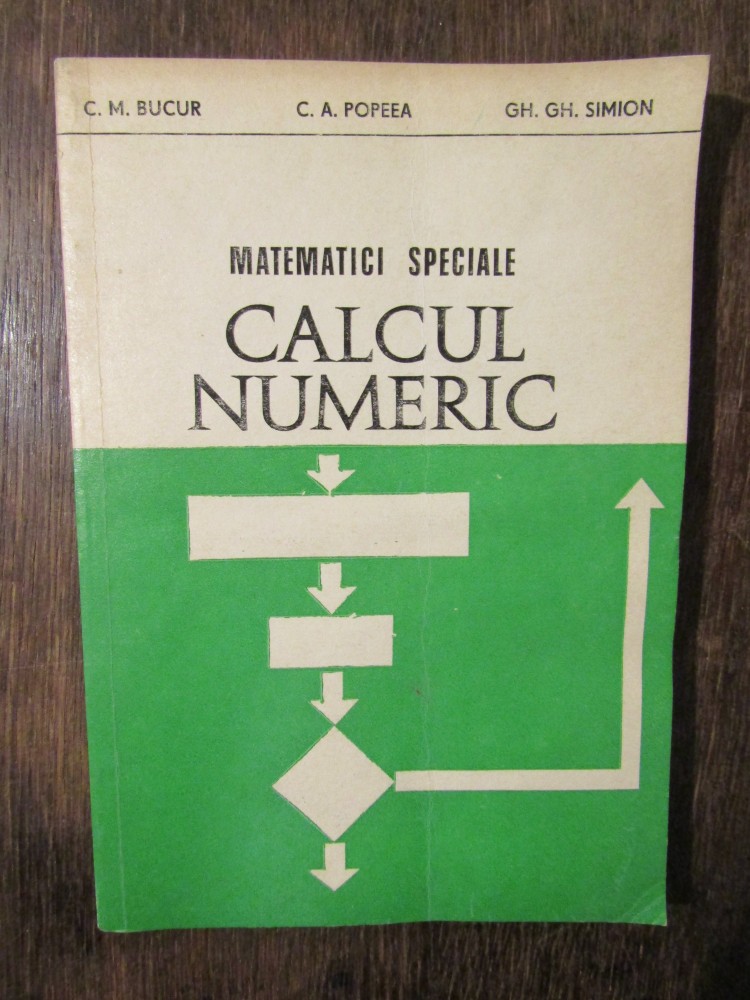 C. M. BUCUR C. A. POPEEA GH. GH. SIMION
MATEMATICI SPECIALE
CALCUL
NUMERIC